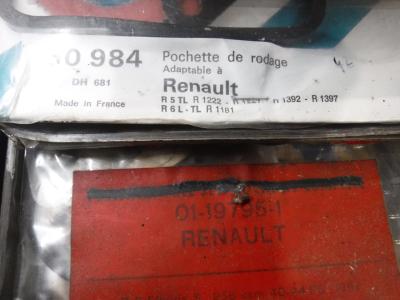 984 Pochette de rodage
DH 681 Adaptable à
Renault
Made in France R 5 TL R 1222 - R 1392 - R 1397
R 6 L - TL R 1181
01-19795-1
RENAULT